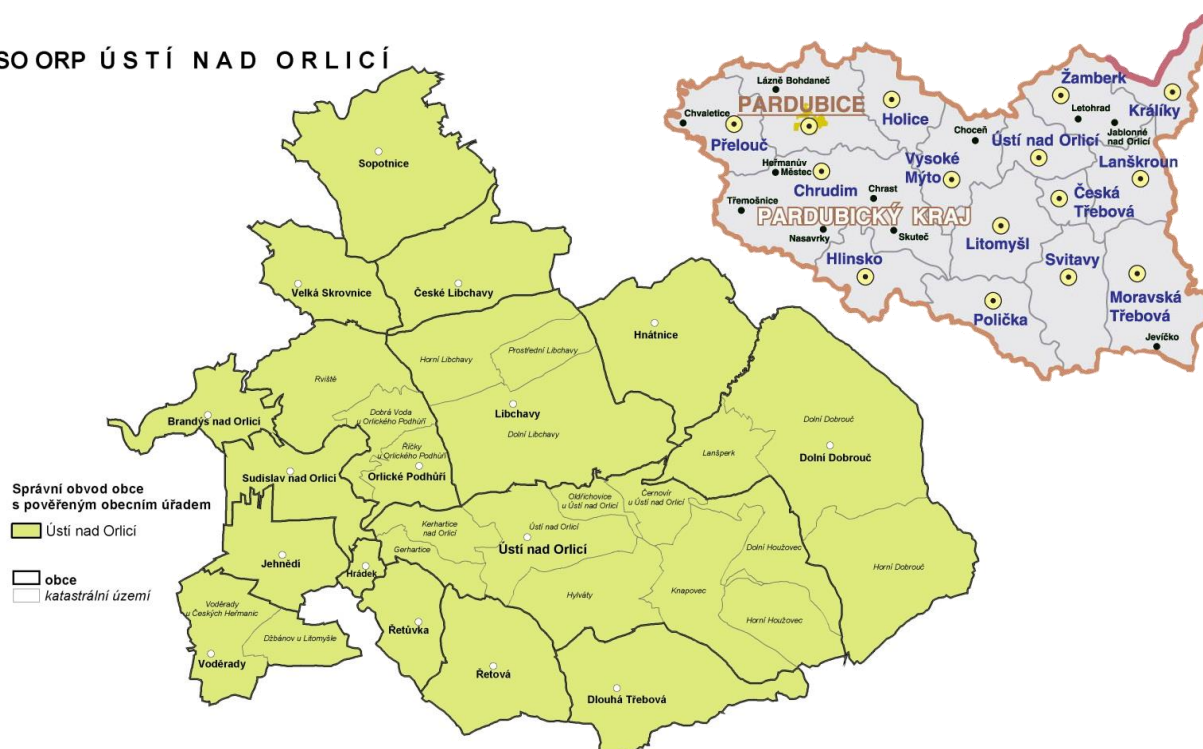 SO ORP ÚSTÍ NAD ORLICÍ
Sopotnice
Velká Skrovnice
České Libchavy
Hnátnice
Horní Libchavy
Prostřední Libchavy
Rviště
Libchavy
Dolní Libchavy
Dobrá Voda
u Orlického Podhůří
Brandýs nad Orlicí
Dolní Dobrouč
Lanšperk
Dolní Dobrouč
Říčky
u Orlického Podhůří
Orlické Podhůří
Sudislav nad Orlicí
Správní obvod obce
s pověřeným obecním úřadem
Ústí nad Orlicí
obce
katastrální území
Oldřichovice
u Ústí nad Orlicí
Černovír
u Ústí nad Orlicí
Kerhartice
nad Orlicí
Ústí nad Orlicí
Ústí nad Orlicí
Gerhartice
Dolní Houžovec
Jehnědí
Hrádek
Horní Dobrouč
Hylváty
Knapovec
Horní Houžovec
Voděrady
u Českých Heřmanic
Džbánov u Litomyšle
Voděrady
Řetůvka
Řetová
Dlouhá Třebová
Lázně Bohdaneč
PARDUBICE
Chvaletice
Přelouč
Holice
Žamberk
Letohrad
Králíky
Jablonné
nad Orlicí
Choceň
Ústí nad Orlicí
Lanškroun
Heřmanův
Městec
Chrudim
Vysoké
Mýto
Chrast
Česká
Třebová
Třemošnice
PARDUBICKÝ KRAJ
Nasavrky
Skuteč
Litomyšl
Hlinsko
Svitavy
Polička
Moravská
Třebová
Jevíčko